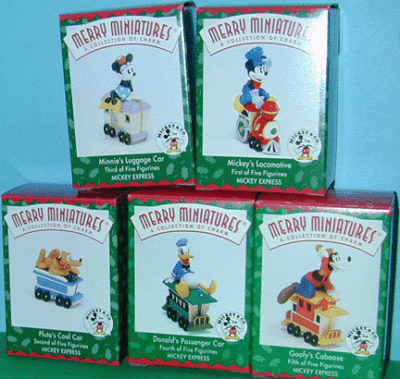 MERRY MINIATURES
A COLLECTION OF CHARM
Minnie's Luggage Car
Third of Five Figurines
MICKEY EXPRESS
MERRY MINIATURES
A COLLECTION OF CHARM
Mickey's Locomotive
First of Five Figurines
MICKEY EXPRESS
MERRY MINIATURES
A COLLECTION OF CHARM
Pluto's Coal Car
Second of Five Figurines
MICKEY EXPRESS
MERRY MINIATURES
A COLLECTION OF CHARM
Donald's Passenger Car
Fourth of Five Figurines
MICKEY EXPRESS
MERRY MINIATURES
A COLLECTION OF CHARM
Goofy's Caboose
Fifth of Five Figurines
MICKEY EXPRESS